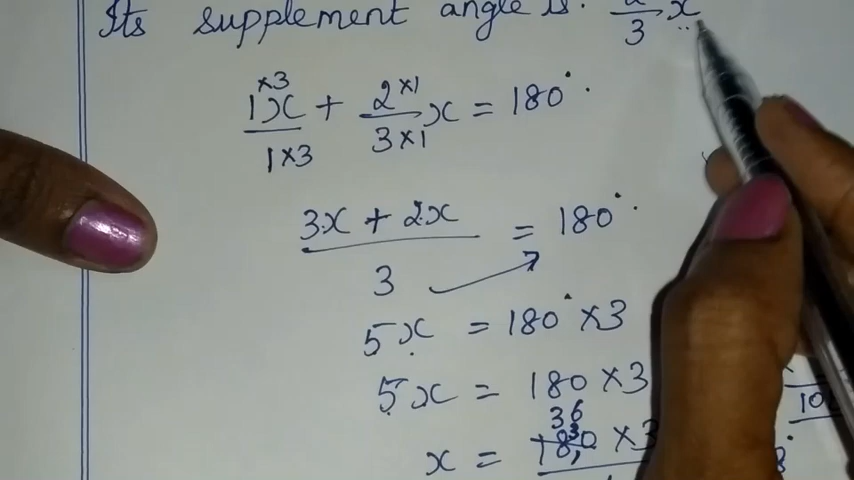 Its supplement angle is. 2/3 x
1x × 3 / 1 × 3 + 2 × 1 / 3 × 1 x = 180°.
3x + 2x / 3 = 180°.
5x = 180° × 3
5x = 180 × 3
36
x = 180 × 3